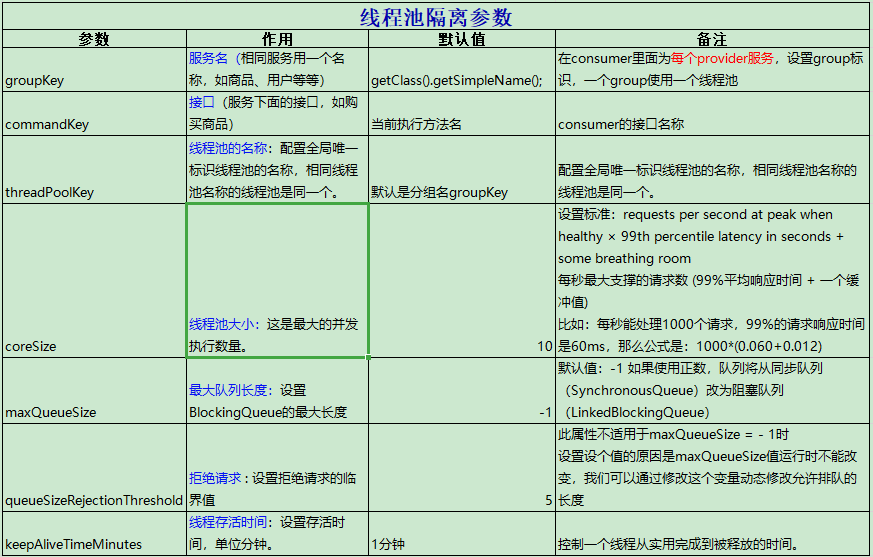 线程池隔离参数
参数 作用 默认值 备注
groupKey
服务名（相同服务用一个名
称，如商品、用户等等）
getClass().getSimpleName();
在consumer里面为每个provider服务，设置group标
识，一个group使用一个线程池
commandKey
接口（服务下面的接口，如购
买商品）
当前执行方法名
consumer的接口名称
threadPoolKey
线程池的名称：配置全局唯一
标识线程池的名称，相同线程
池名称的线程池是同一个。
默认是分组名groupKey
配置全局唯一标识线程池的名称，相同线程池名称的
线程池是同一个。
coreSize
线程池大小：这是最大的并发
执行数量。
10
设置标准：requests per second at peak when
healthy × 99th percentile latency in seconds +
some breathing room
每秒最大支撑的请求数 (99%平均响应时间 + 一个缓
冲值)
比如：每秒能处理1000个请求，99%的请求响应时间
是60ms，那么公式是：1000*(0.060+0.012)
maxQueueSize
最大队列长度：设置
BlockingQueue的最大长度
-1
默认值：-1 如果使用正数，队列将从同步队列
（SynchronousQueue）改为阻塞队列
（LinkedBlockingQueue）
queueSizeRejectionThreshold
拒绝请求：设置拒绝请求的临
界值
5
此属性不适用于maxQueueSize = - 1时
设置设个值的原因是maxQueueSize值运行时不能改
变，我们可以通过修改这个变量动态修改允许排队的
长度
keepAliveTimeMinutes
线程存活时间：设置存活时
间，单位分钟。
1分钟
控制一个线程从实用完成到被释放的时间。